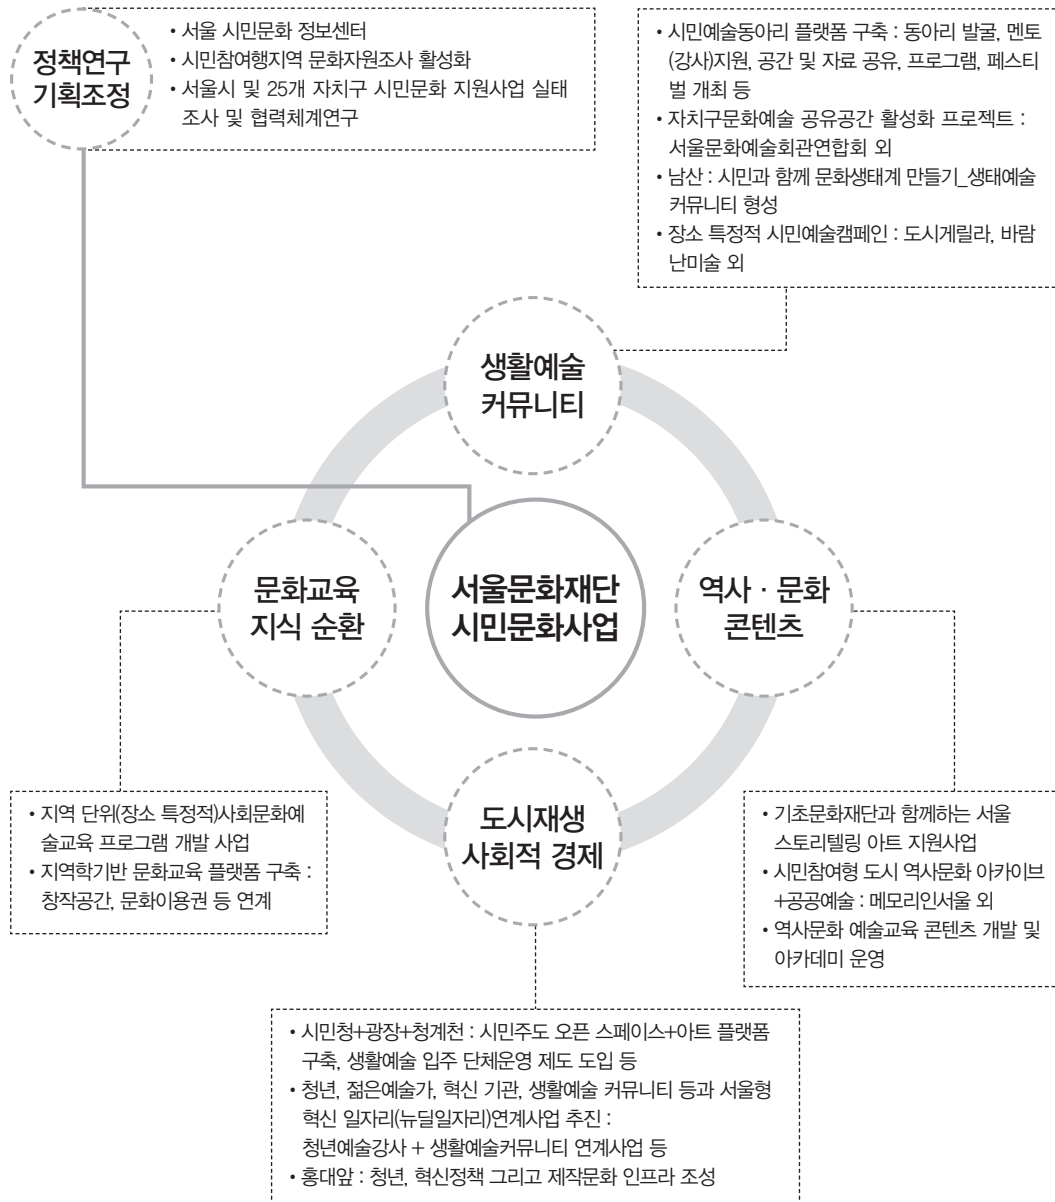 정책연구
기획조정
• 서울 시민문화 정보센터
• 시민참여행지역 문화자원조사 활성화
• 서울시 및 25개 자치구 시민문화 지원사업 실태
조사 및 협력체계연구
• 시민예술동아리 플랫폼 구축 : 동아리 발굴, 멘토
(강사)지원, 공간 및 자료 공유, 프로그램, 페스티
벌 개최 등
• 자치구문화예술 공유공간 활성화 프로젝트 :
서울문화예술회관연합회 외
• 남산 : 시민과 함께 문화생태계 만들기_생태예술
커뮤니티 형성
• 장소 특정적 시민예술캠페인 : 도시게릴라, 바람
난미술 외
생활예술
커뮤니티
문화교육
지식 순환
서울문화재단
시민문화사업
역사 · 문화
콘텐츠
도시재생
사회적 경제
• 지역 단위(장소 특정적)사회문화예
술교육 프로그램 개발 사업
• 지역학기반 문화교육 플랫폼 구축 :
창작공간, 문화이용권 등 연계
• 기초문화재단과 함께하는 서울
스토리텔링 아트 지원사업
• 시민참여형 도시 역사문화 아카이브
+공공예술 : 메모리인서울 외
• 역사문화 예술교육 콘텐츠 개발 및
아카데미 운영
• 시민청+광장+청계천 : 시민주도 오픈 스페이스+아트 플랫폼
구축, 생활예술 입주 단체운영 제도 도입 등
• 청년, 젊은예술가, 혁신 기관, 생활예술 커뮤니티 등과 서울형
혁신 일자리(뉴딜일자리)연계사업 추진 :
청년예술강사 + 생활예술커뮤니티 연계사업 등
• 홍대앞 : 청년, 혁신정책 그리고 제작문화 인프라 조성